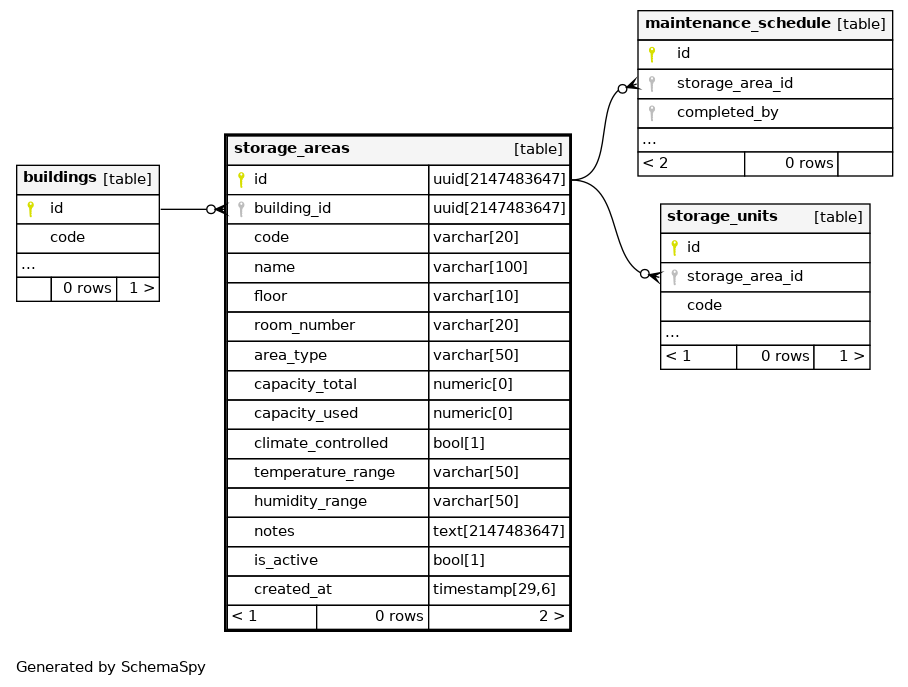 maintenance_schedule [table]
id
storage_area_id
completed_by
...
< 2 0 rows
storage_areas [table]
id uuid[2147483647]
building_id uuid[2147483647]
code varchar[20]
name varchar[100]
floor varchar[10]
room_number varchar[20]
area_type varchar[50]
capacity_total numeric[0]
capacity_used numeric[0]
climate_controlled bool[1]
temperature_range varchar[50]
humidity_range varchar[50]
notes text[2147483647]
is_active bool[1]
created_at timestamp[29,6]
< 1 0 rows 2 >
buildings [table]
id
code
...
0 rows 1 >
storage_units [table]
id
storage_area_id
code
...
< 1 0 rows 1 >
Generated by SchemaSpy